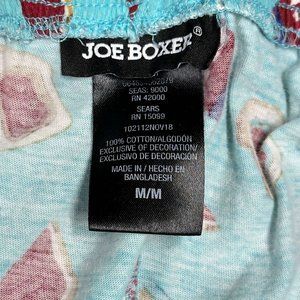 JOE BOXER®
SEAS: 9000
RN 42000
SEARS
RN 15099
102112NOV18
100% COTTON/ALGODÓN
EXCLUSIVE OF DECORATION/
EXCLUSIVO DE DECORACIÓN
MADE IN / HECHO EN
BANGLADESH
M/M